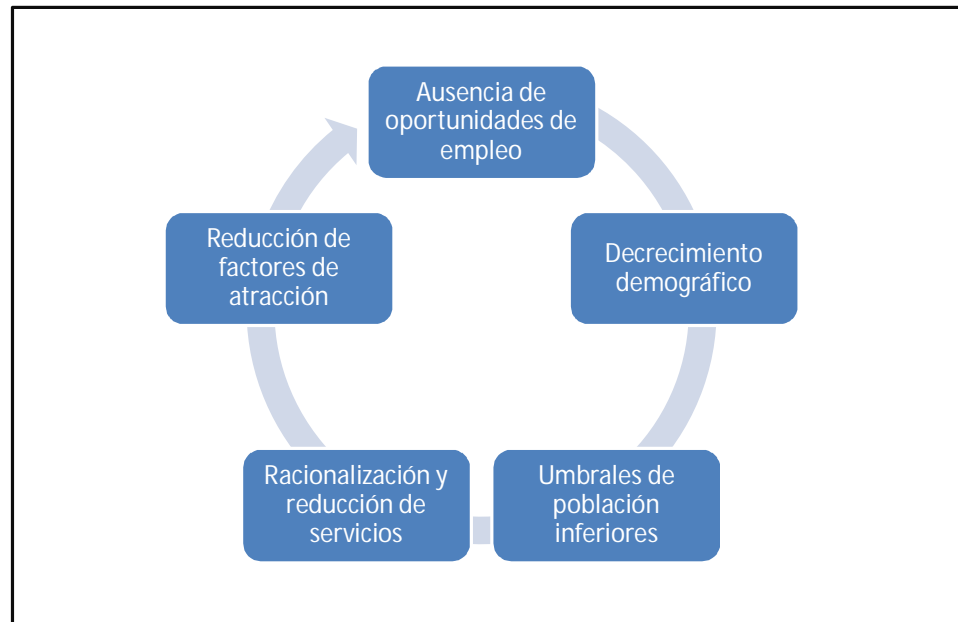 Ausencia de
oportunidades de
empleo
Decrecimiento
demográfico
Umbrales de
población
inferiores
Racionalización y
reducción de
servicios
Reducción de
factores de
atracción